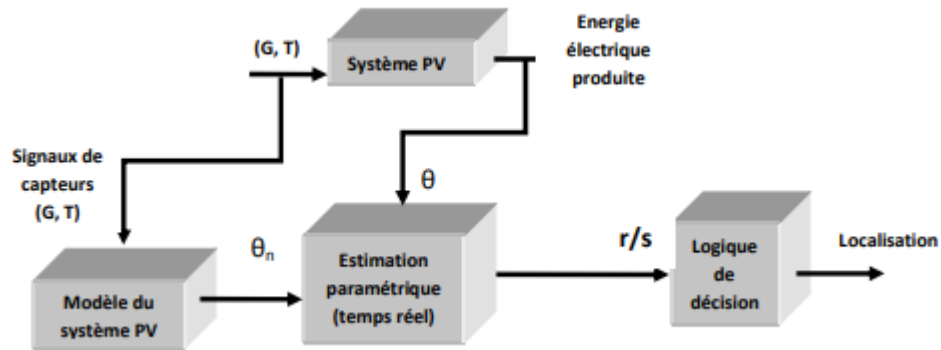 (G, T)
Système PV
Energie
électrique
produite
Signaux de
capteurs
(G, T)
θ
θn
Modèle du
système PV
Estimation
paramétrique
(temps réel)
r/s
Logique
de
décision
Localisation